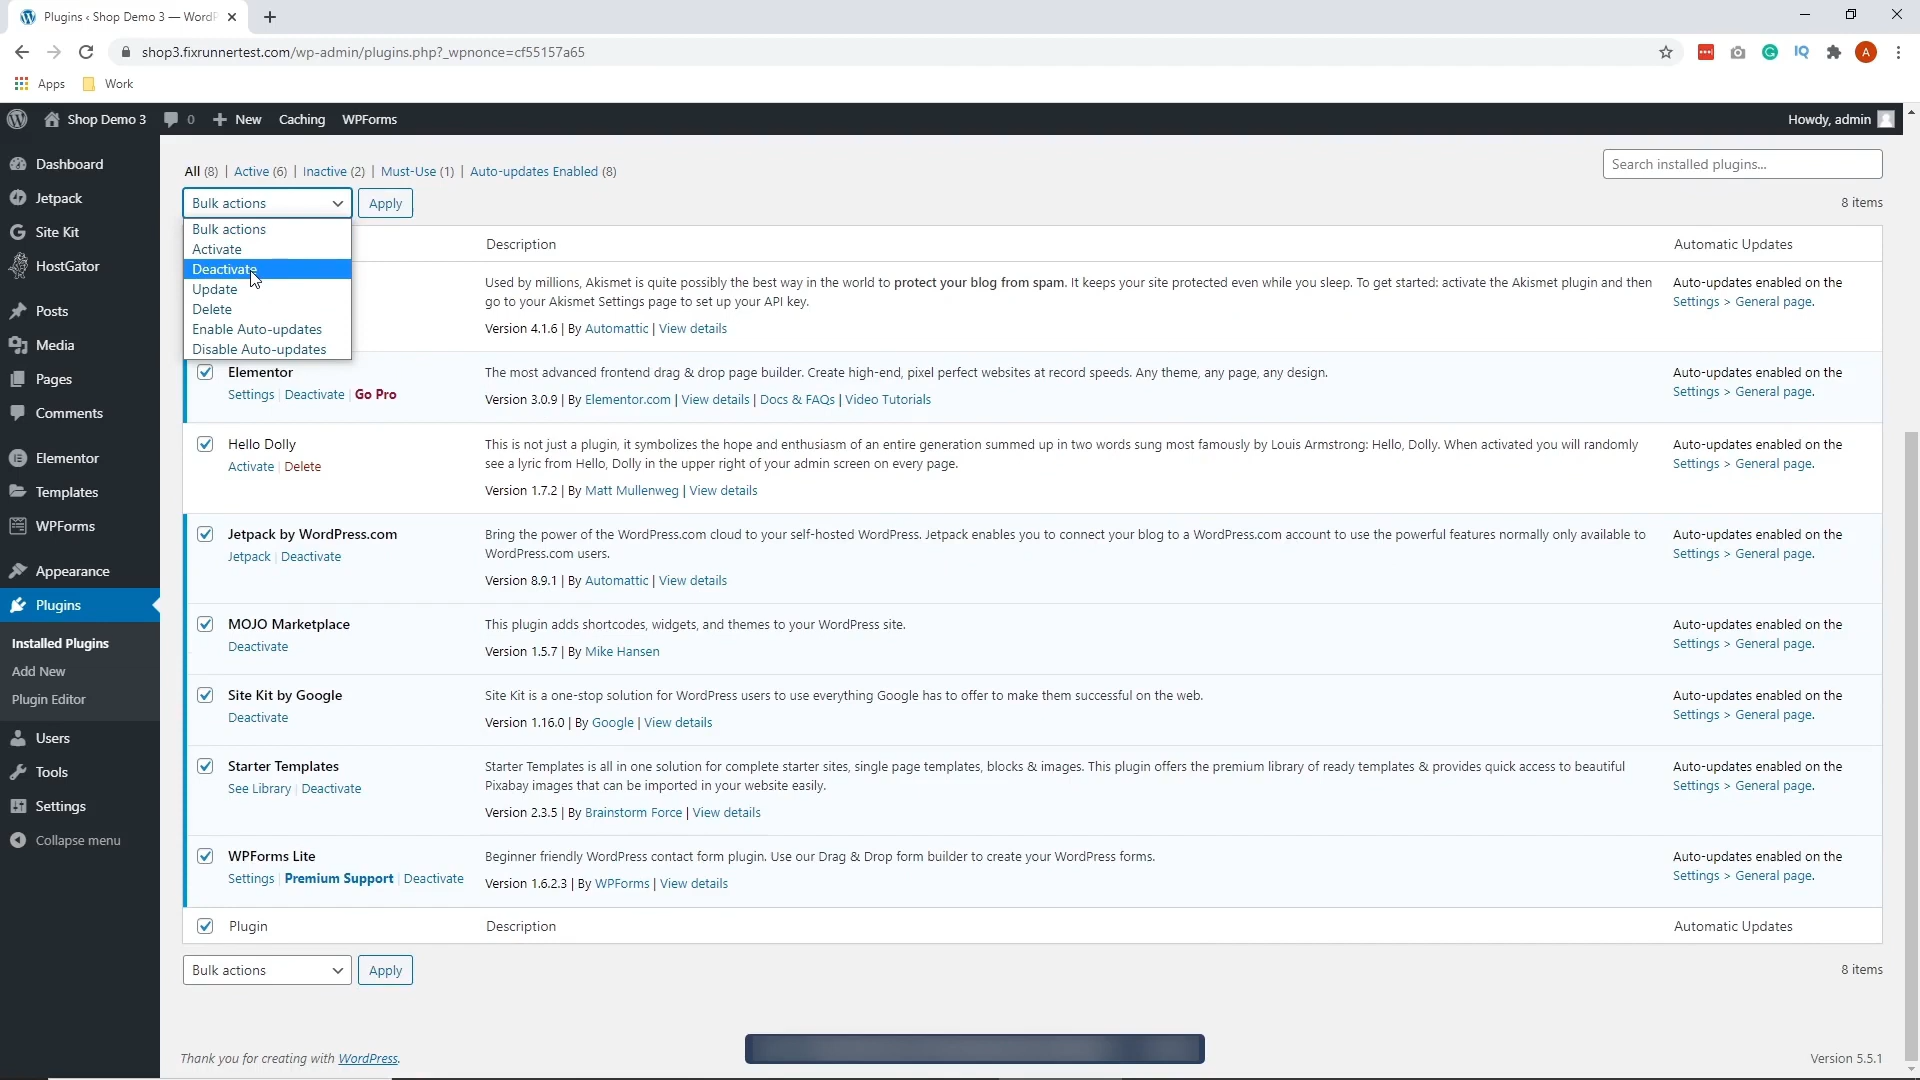 Plugins ‹ Shop Demo 3 — WordP
shop3.fixrunnertest.com/wp-admin/plugins.php?_wpnonce=cf55157a65
A
Apps
Work
Shop Demo 3
0
New
Caching
WPForms
Howdy, admin
Dashboard
Jetpack
Site Kit
HostGator
Posts
Media
Pages
Comments
Elementor
Templates
WPForms
Appearance
Plugins
Installed Plugins
Add New
Plugin Editor
Users
Tools
Settings
Collapse menu
All (8) | Active (6) | Inactive (2) | Must-Use (1) | Auto-updates Enabled (8)
Search installed plugins...
Bulk actions
Apply
8 items
Bulk actions
Activate
Deactivate
Update
Delete
Enable Auto-updates
Disable Auto-updates
Description
Automatic Updates
Used by millions, Akismet is quite possibly the best way in the world to protect your blog from spam. It keeps your site protected even while you sleep. To get started: activate the Akismet plugin and then
go to your Akismet Settings page to set up your API key.
Version 4.1.6 | By Automattic | View details
Auto-updates enabled on the
Settings > General page.
Elementor
Settings | Deactivate | Go Pro
The most advanced frontend drag & drop page builder. Create high-end, pixel perfect websites at record speeds. Any theme, any page, any design.
Version 3.0.9 | By Elementor.com | View details | Docs & FAQs | Video Tutorials
Auto-updates enabled on the
Settings > General page.
Hello Dolly
Activate | Delete
This is not just a plugin, it symbolizes the hope and enthusiasm of an entire generation summed up in two words sung most famously by Louis Armstrong: Hello, Dolly. When activated you will randomly
see a lyric from Hello, Dolly in the upper right of your admin screen on every page.
Version 1.7.2 | By Matt Mullenweg | View details
Auto-updates enabled on the
Settings > General page.
Jetpack by WordPress.com
Jetpack | Deactivate
Bring the power of the WordPress.com cloud to your self-hosted WordPress. Jetpack enables you to connect your blog to a WordPress.com account to use the powerful features normally only available to
WordPress.com users.
Version 8.9.1 | By Automattic | View details
Auto-updates enabled on the
Settings > General page.
MOJO Marketplace
Deactivate
This plugin adds shortcodes, widgets, and themes to your WordPress site.
Version 1.5.7 | By Mike Hansen
Auto-updates enabled on the
Settings > General page.
Site Kit by Google
Deactivate
Site Kit is a one-stop solution for WordPress users to use everything Google has to offer to make them successful on the web.
Version 1.16.0 | By Google | View details
Auto-updates enabled on the
Settings > General page.
Starter Templates
See Library | Deactivate
Starter Templates is all in one solution for complete starter sites, single page templates, blocks & images. This plugin offers the premium library of ready templates & provides quick access to beautiful
Pixabay images that can be imported in your website easily.
Version 2.3.5 | By Brainstorm Force | View details
Auto-updates enabled on the
Settings > General page.
WPForms Lite
Settings | Premium Support | Deactivate
Beginner friendly WordPress contact form plugin. Use our Drag & Drop form builder to create your WordPress forms.
Version 1.6.2.3 | By WPForms | View details
Auto-updates enabled on the
Settings > General page.
Plugin
Description
Automatic Updates
Bulk actions
Apply
8 items
Thank you for creating with WordPress.
Version 5.5.1